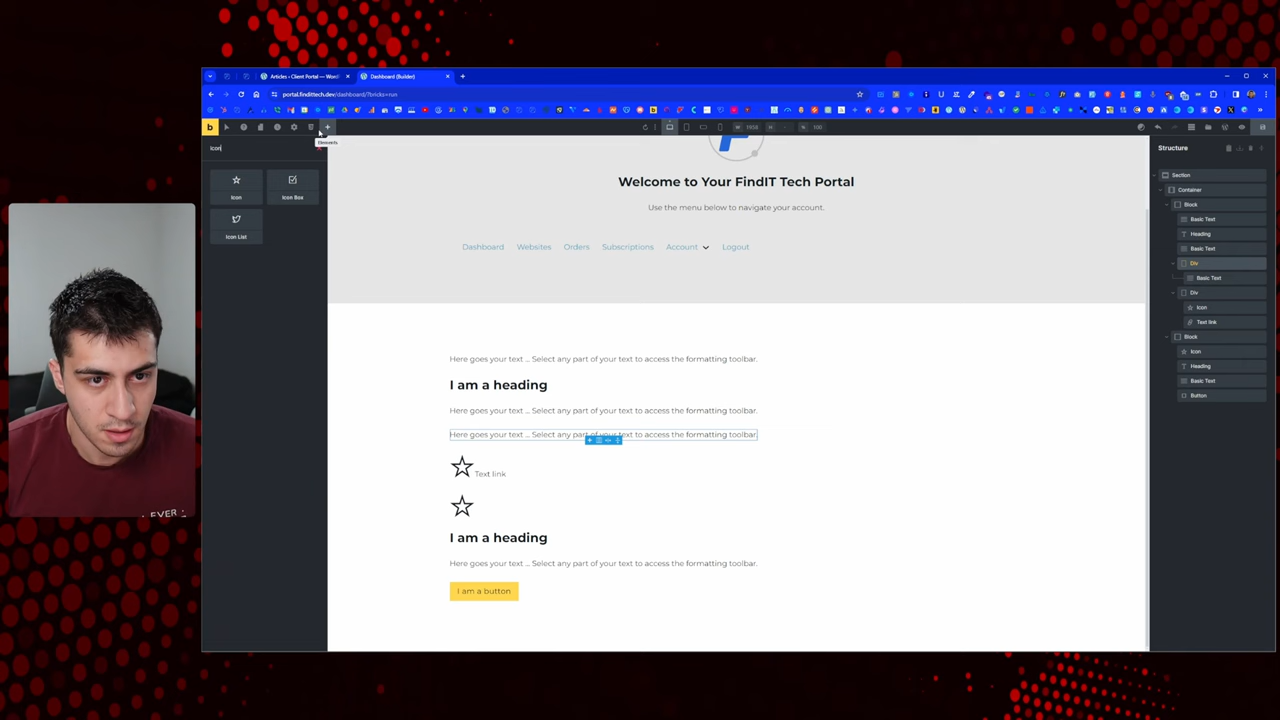 Articles ‹ Client Portal — Word
Dashboard (Builder)
portal.findittech.dev/dashboard/?bricks=run
b
W 1958 H - % 100
Elements
Icon
Icon
Icon Box
Icon List
Welcome to Your FindIT Tech Portal
Use the menu below to navigate your account.
Dashboard Websites Orders Subscriptions Account Logout
Here goes your text ... Select any part of your text to access the formatting toolbar.
I am a heading
Here goes your text ... Select any part of your text to access the formatting toolbar.
Here goes your text ... Select any part of your text to access the formatting toolbar.
Text link
I am a heading
Here goes your text ... Select any part of your text to access the formatting toolbar.
I am a button
Structure
Section
Container
Block
Basic Text
Heading
Basic Text
Div
Basic Text
Div
Icon
Text link
Block
Icon
Heading
Basic Text
Button
EVER